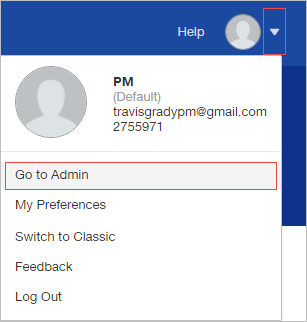 Help
PM
(Default)
travisgradypm@gmail.com
2755971
Go to Admin
My Preferences
Switch to Classic
Feedback
Log Out